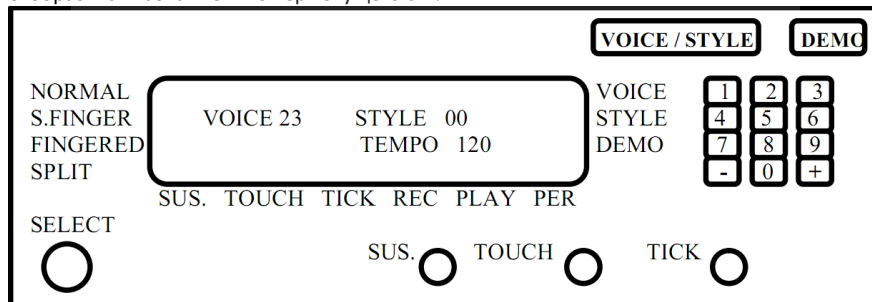 VOICE / STYLE DEMO
NORMAL VOICE 1 2 3
S.FINGER VOICE 23 STYLE 00 STYLE 4 5 6
FINGERED TEMPO 120 DEMO 7 8 9
SPLIT - 0 +
SUS. TOUCH TICK REC PLAY PER
SELECT
SUS. TOUCH TICK